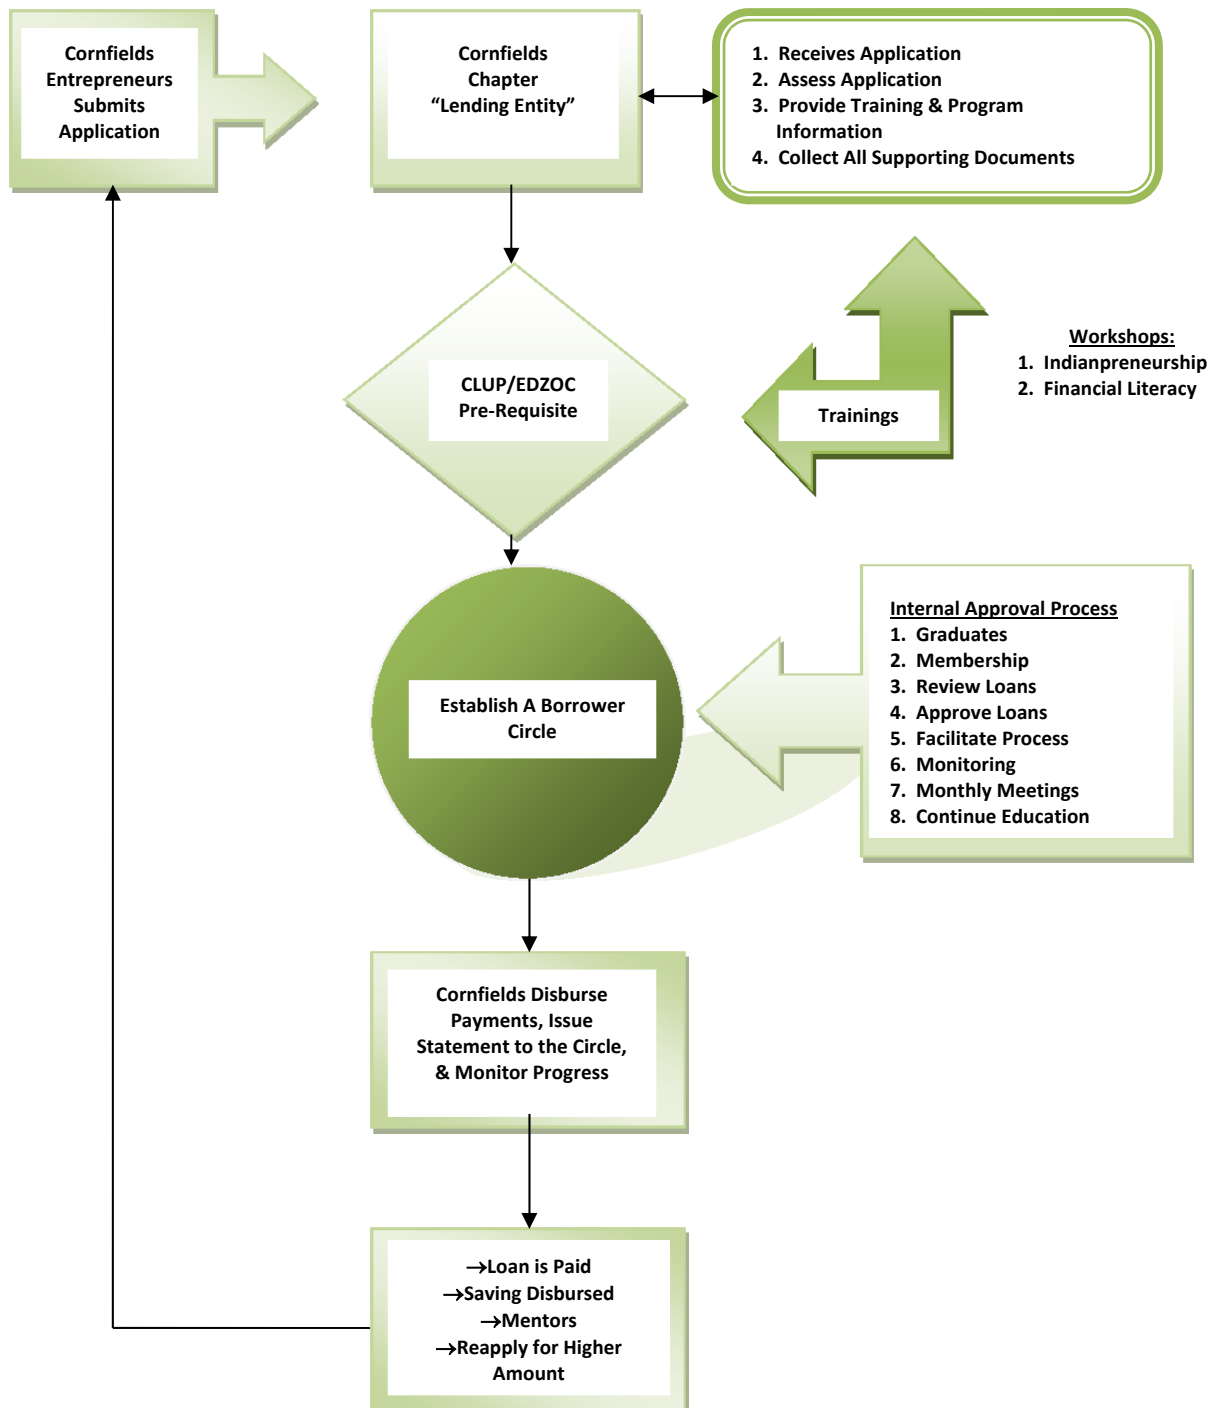 Cornfields
Entrepreneurs
Submits
Application
Cornfields
Chapter
“Lending Entity”
1. Receives Application
2. Assess Application
3. Provide Training & Program
Information
4. Collect All Supporting Documents
CLUP/EDZOC
Pre-Requisite
Trainings
Workshops:
1. Indianpreneurship
2. Financial Literacy
Establish A Borrower
Circle
Internal Approval Process
1. Graduates
2. Membership
3. Review Loans
4. Approve Loans
5. Facilitate Process
6. Monitoring
7. Monthly Meetings
8. Continue Education
Cornfields Disburse
Payments, Issue
Statement to the Circle,
& Monitor Progress
→Loan is Paid
→Saving Disbursed
→Mentors
→Reapply for Higher
Amount